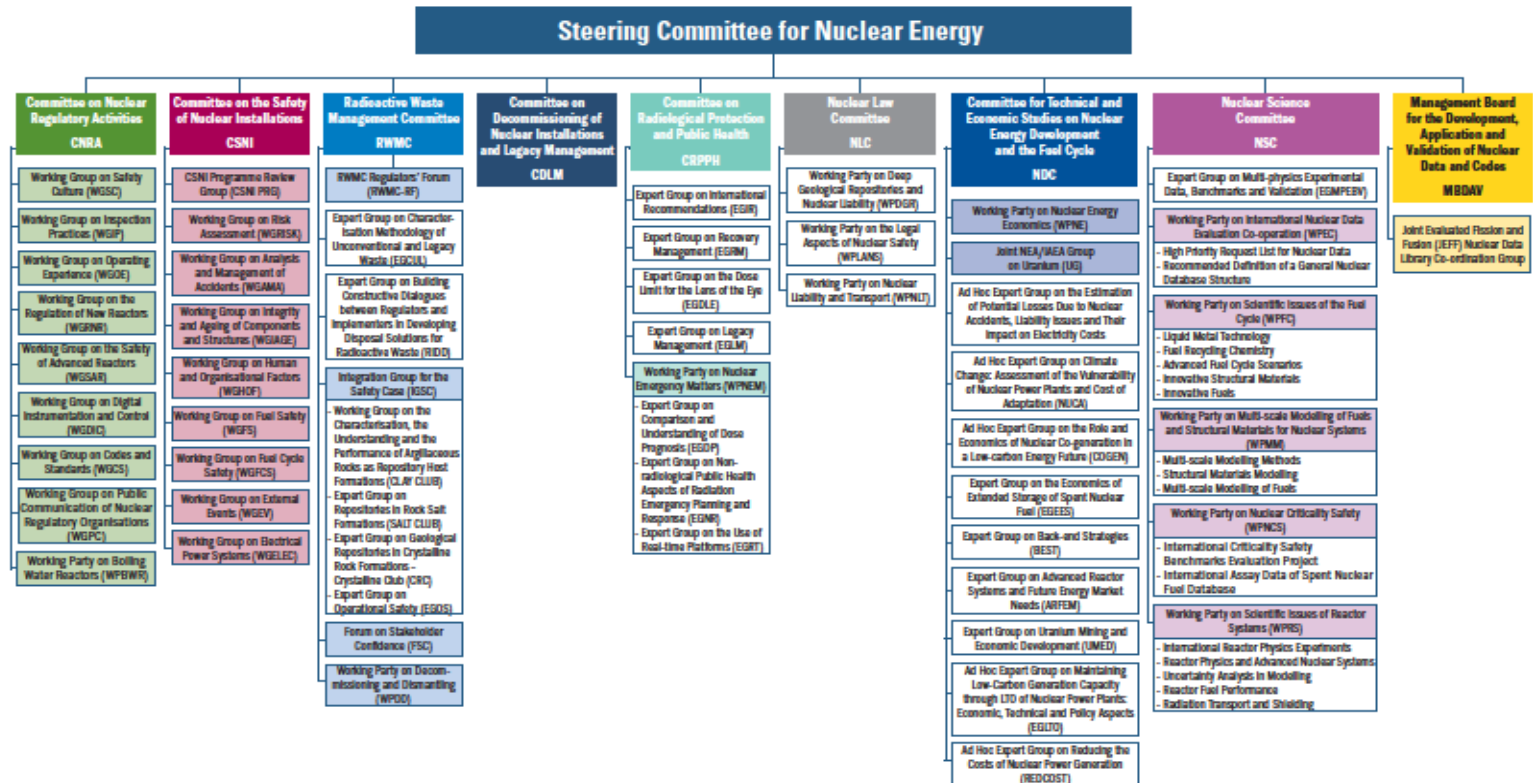 Steering Committee for Nuclear Energy
Committee on Nuclear
Regulatory Activities
CNRA
Working Group on Safety
Culture (WGSC)
Working Group on Inspection
Practices (WGIP)
Working Group on Operating
Experience (WGOE)
Working Group on the
Regulation of New Reactors
(WGRNR)
Working Group on the Safety
of Advanced Reactors
(WGSAR)
Working Group on Digital
Instrumentation and Control
(WGDIC)
Working Group on Codes and
Standards (WGCS)
Working Group on Public
Communication of Nuclear
Regulatory Organisations
(WGPC)
Working Party on Boiling
Water Reactors (WPBWR)
Committee on the Safety
of Nuclear Installations
CSNI
CSNI Programme Review
Group (CSNI PRG)
Working Group on Risk
Assessment (WGRISK)
Working Group on Analysis
and Management of
Accidents (WGAMA)
Working Group on Integrity
and Ageing of Components
and Structures (WGIAGE)
Working Group on Human
and Organisational Factors
(WGHOF)
Working Group on Fuel Safety
(WGFS)
Working Group on Fuel Cycle
Safety (WGFCS)
Working Group on External
Events (WGEV)
Working Group on Electrical
Power Systems (WGELEC)
Radioactive Waste
Management Committee
RWMC
RWMC Regulators' Forum
(RWMC-RF)
Expert Group on Character-
isation Methodology of
Unconventional and Legacy
Waste (EGCUL)
Expert Group on Building
Constructive Dialogues
between Regulators and
Implementers in Developing
Disposal Solutions for
Radioactive Waste (RIDD)
Integration Group for the
Safety Case (IGSC)
- Working Group on the
Characterisation, the
Understanding and the
Performance of Argillaceous
Rocks as Repository Host
Formations (CLAY CLUB)
- Expert Group on
Repositories in Rock Salt
Formations (SALT CLUB)
- Expert Group on Geological
Repositories in Crystalline
Rock Formations –
Crystalline Club (CRC)
- Expert Group on
Operational Safety (EGOS)
Forum on Stakeholder
Confidence (FSC)
Working Party on Decom-
missioning and Dismantling
(WPDD)
Committee on
Decommissioning of
Nuclear Installations
and Legacy Management
CDLM
Committee on
Radiological Protection
and Public Health
CRPPH
Expert Group on International
Recommendations (EGIR)
Expert Group on Recovery
Management (EGRM)
Expert Group on the Dose
Limit for the Lens of the Eye
(EGDLE)
Expert Group on Legacy
Management (EGLM)
Working Party on Nuclear
Emergency Matters (WPNEM)
- Expert Group on
Comparison and
Understanding of Dose
Prognosis (EGDP)
- Expert Group on Non-
radiological Public Health
Aspects of Radiation
Emergency Planning and
Response (EGNR)
- Expert Group on the Use of
Real-time Platforms (EGRT)
Nuclear Law
Committee
NLC
Working Party on Deep
Geological Repositories and
Nuclear Liability (WPDGR)
Working Party on the Legal
Aspects of Nuclear Safety
(WPLANS)
Working Party on Nuclear
Liability and Transport (WPNLT)
Committee for Technical and
Economic Studies on Nuclear
Energy Development
and the Fuel Cycle
NDC
Working Party on Nuclear Energy
Economics (WPNE)
Joint NEA/IAEA Group
on Uranium (UG)
Ad Hoc Expert Group on the Estimation
of Potential Losses Due to Nuclear
Accidents, Liability Issues and Their
Impact on Electricity Costs
Ad Hoc Expert Group on Climate
Change: Assessment of the Vulnerability
of Nuclear Power Plants and Cost of
Adaptation (NUCA)
Ad Hoc Expert Group on the Role and
Economics of Nuclear Co-generation in
a Low-carbon Energy Future (COGEN)
Expert Group on the Economics of
Extended Storage of Spent Nuclear
Fuel (EGEES)
Expert Group on Back-end Strategies
(BEST)
Expert Group on Advanced Reactor
Systems and Future Energy Market
Needs (ARFEM)
Expert Group on Uranium Mining and
Economic Development (UMED)
Ad Hoc Expert Group on Maintaining
Low-Carbon Generation Capacity
through LTO of Nuclear Power Plants:
Economic, Technical and Policy Aspects
(EGLTO)
Ad Hoc Expert Group on Reducing the
Costs of Nuclear Power Generation
(REDCOST)
Nuclear Science
Committee
NSC
Expert Group on Multi-physics Experimental
Data, Benchmarks and Validation (EGMPEBV)
Working Party on International Nuclear Data
Evaluation Co-operation (WPEC)
- High Priority Request List for Nuclear Data
- Recommended Definition of a General Nuclear
Database Structure
Working Party on Scientific Issues of the Fuel
Cycle (WPFC)
- Liquid Metal Technology
- Fuel Recycling Chemistry
- Advanced Fuel Cycle Scenarios
- Innovative Structural Materials
- Innovative Fuels
Working Party on Multi-scale Modelling of Fuels
and Structural Materials for Nuclear Systems
(WPMM)
- Multi-scale Modelling Methods
- Structural Materials Modelling
- Multi-scale Modelling of Fuels
Working Party on Nuclear Criticality Safety
(WPNCS)
- International Criticality Safety
Benchmarks Evaluation Project
- International Assay Data of Spent Nuclear
Fuel Database
Working Party on Scientific Issues of Reactor
Systems (WPRS)
- International Reactor Physics Experiments
- Reactor Physics and Advanced Nuclear Systems
- Uncertainty Analysis in Modelling
- Reactor Fuel Performance
- Radiation Transport and Shielding
Management Board
for the Development,
Application and
Validation of Nuclear
Data and Codes
MBDAV
Joint Evaluated Fission and
Fusion (JEFF) Nuclear Data
Library Co-ordination Group